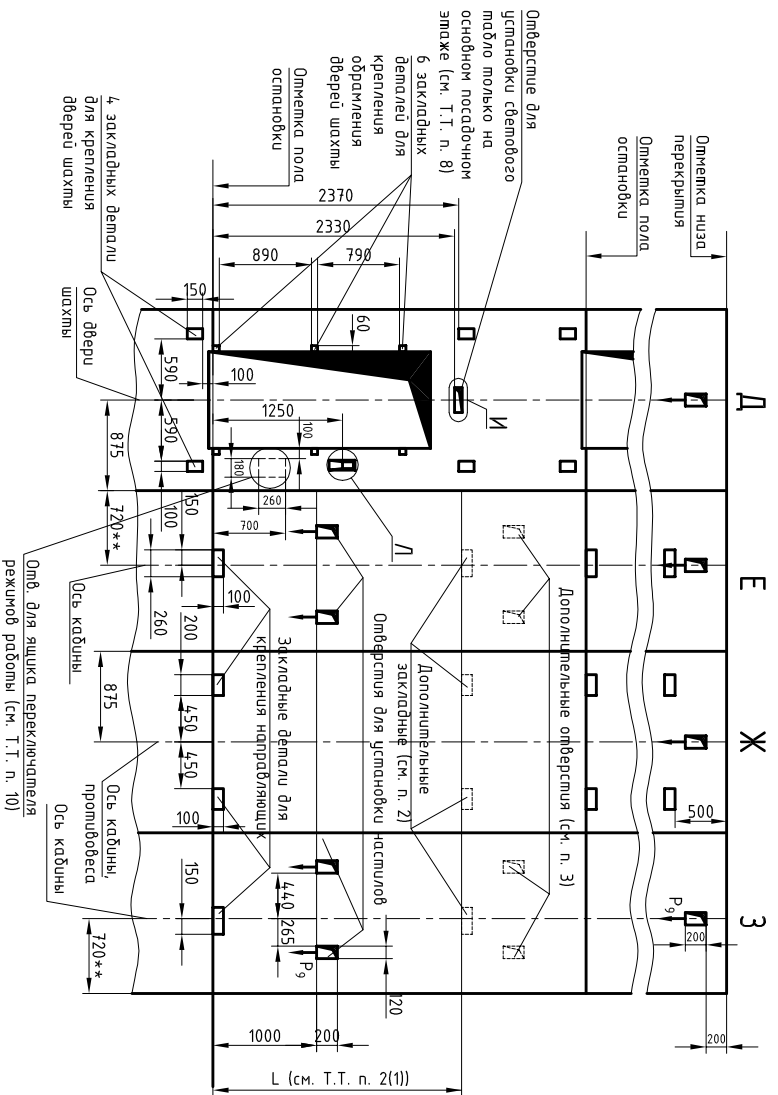 Отверстие для
установки светового
табло только на
основном посадочном
этаже (см. Т.Т. п. 8)
6 закладных
деталей для
крепления
обрамления
дверей шахты
Отметка пола
остановки
4 закладных детали
для крепления
дверей шахты
Ось двери
шахты
Отметка низа
перекрытия
Отметка пола
остановки
Д
Е
Ж
З
И
Л
2370
2330
890
790
150
60
590
590
100
1250
100
180
260
700
875
720**
150
100
100
260
200
875
450
450
100
150
720**
440
265
120
1000
200
200
200
500
P9
P9
L (см. Т.Т. п. 2(1))
Дополнительные отверстия (см. п. 3)
Дополнительные
закладные (см. п. 2)
Отверстия для установки настилов
Закладные детали для
крепления направляющих
Ось кабины
Отв. для ящика переключателя
режимов работы (см. Т.Т. п. 10)
Ось кабины,
противовеса
Ось кабины